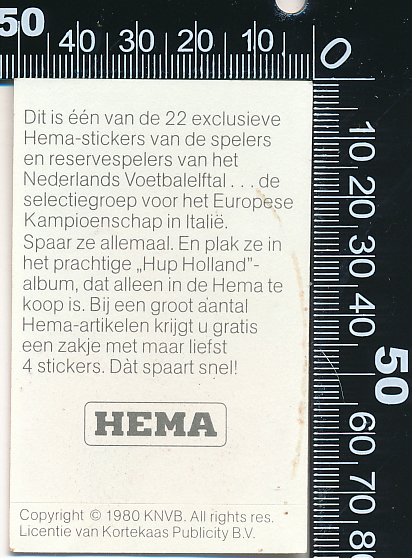 50 40 30 20 10 0
Dit is één van de 22 exclusieve
Hema-stickers van de spelers
en reservespelers van het
Nederlands Voetbalelftal . . . de
selectiegroep voor het Europese
Kampioenschap in Italië.
Spaar ze allemaal. En plak ze in
het prachtige „Hup Holland”-
album, dat alleen in de Hema te
koop is. Bij een groot aantal
Hema-artikelen krijgt u gratis
een zakje met maar liefst
4 stickers. Dàt spaart snel!
HEMA
Copyright © 1980 KNVB. All rights res.
Licentie van Kortekaas Publicity B.V.
10
20
30
40
50
60
70